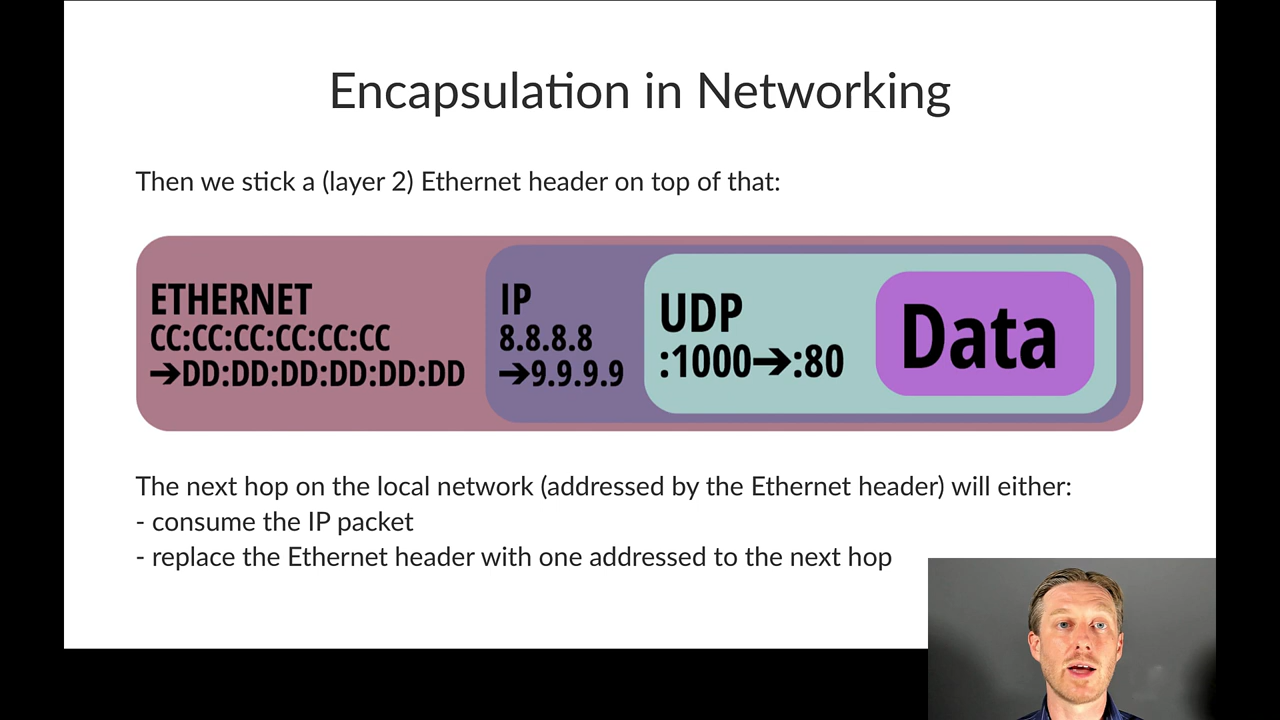 Encapsulation in Networking
Then we stick a (layer 2) Ethernet header on top of that:
ETHERNET
CC:CC:CC:CC:CC:CC
➔DD:DD:DD:DD:DD:DD
IP
8.8.8.8
➔9.9.9.9
UDP
:1000➔:80
Data
The next hop on the local network (addressed by the Ethernet header) will either:
- consume the IP packet
- replace the Ethernet header with one addressed to the next hop